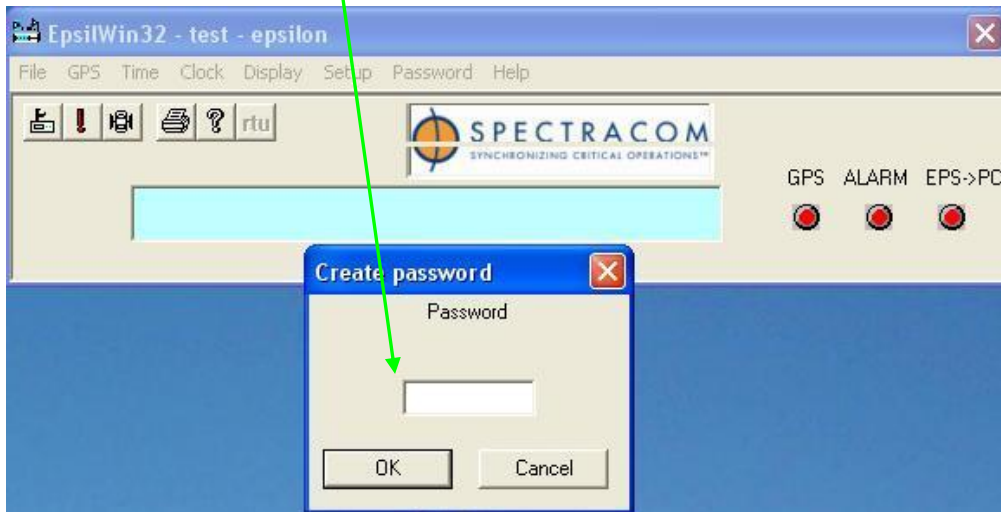 EpsilWin32 - test - epsilon
File GPS Time Clock Display Setup Password Help
rtu
SPECTRACOM
SYNCHRONIZING CRITICAL OPERATIONS™
GPS ALARM EPS->PC
Create password
Password
OK Cancel